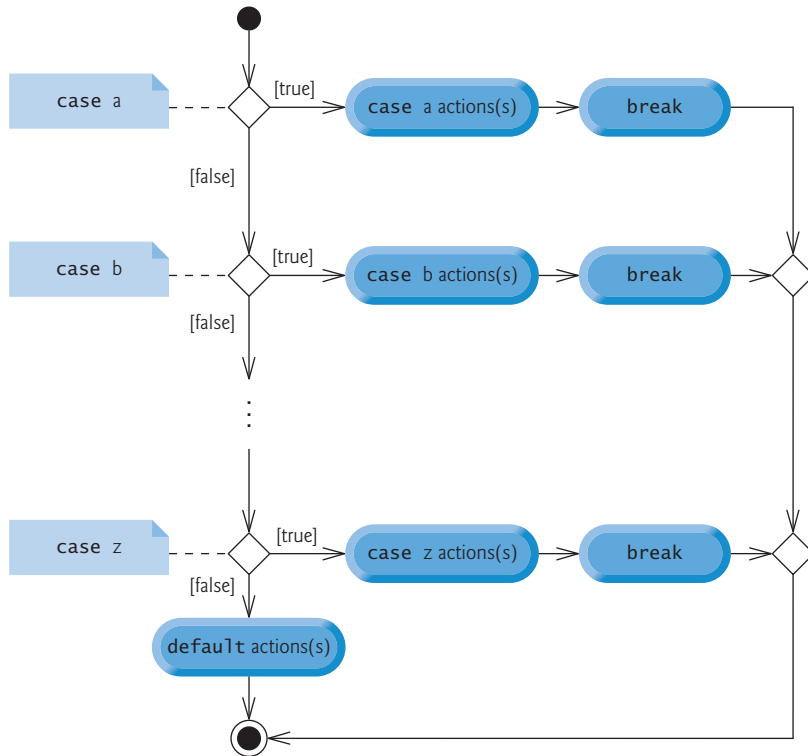 [true]
case a
case a actions(s)
break
[false]
[true]
case b
case b actions(s)
break
[false]
[true]
case z
case z actions(s)
break
[false]
default actions(s)